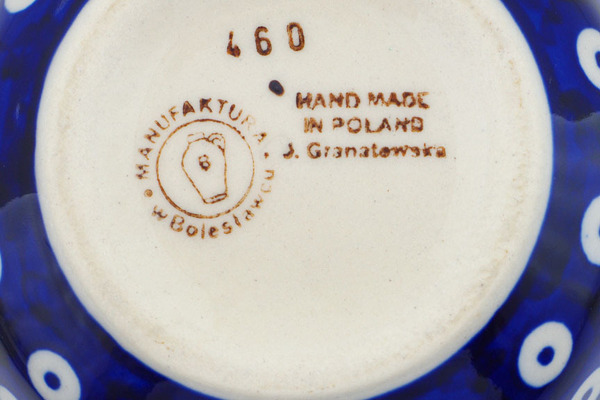 460
MANUFAKTURA
B
w Bolesławcu
HAND MADE
IN POLAND
J. Granatowska